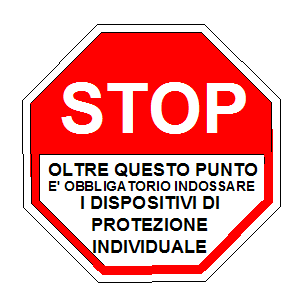 STOP
OLTRE QUESTO PUNTO
E' OBBLIGATORIO INDOSSARE
I DISPOSITIVI DI
PROTEZIONE
INDIVIDUALE